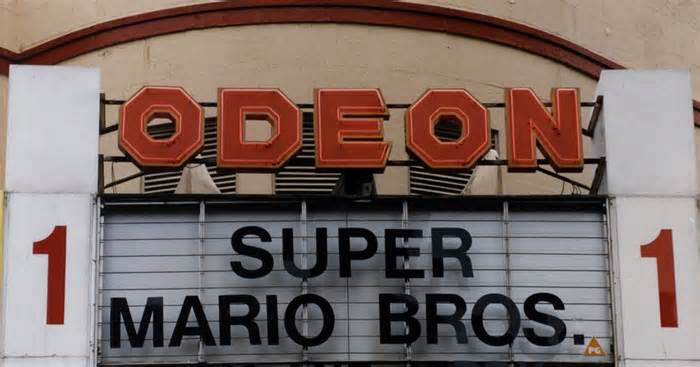 ODEON
1 SUPER 1
MARIO BROS.
PG